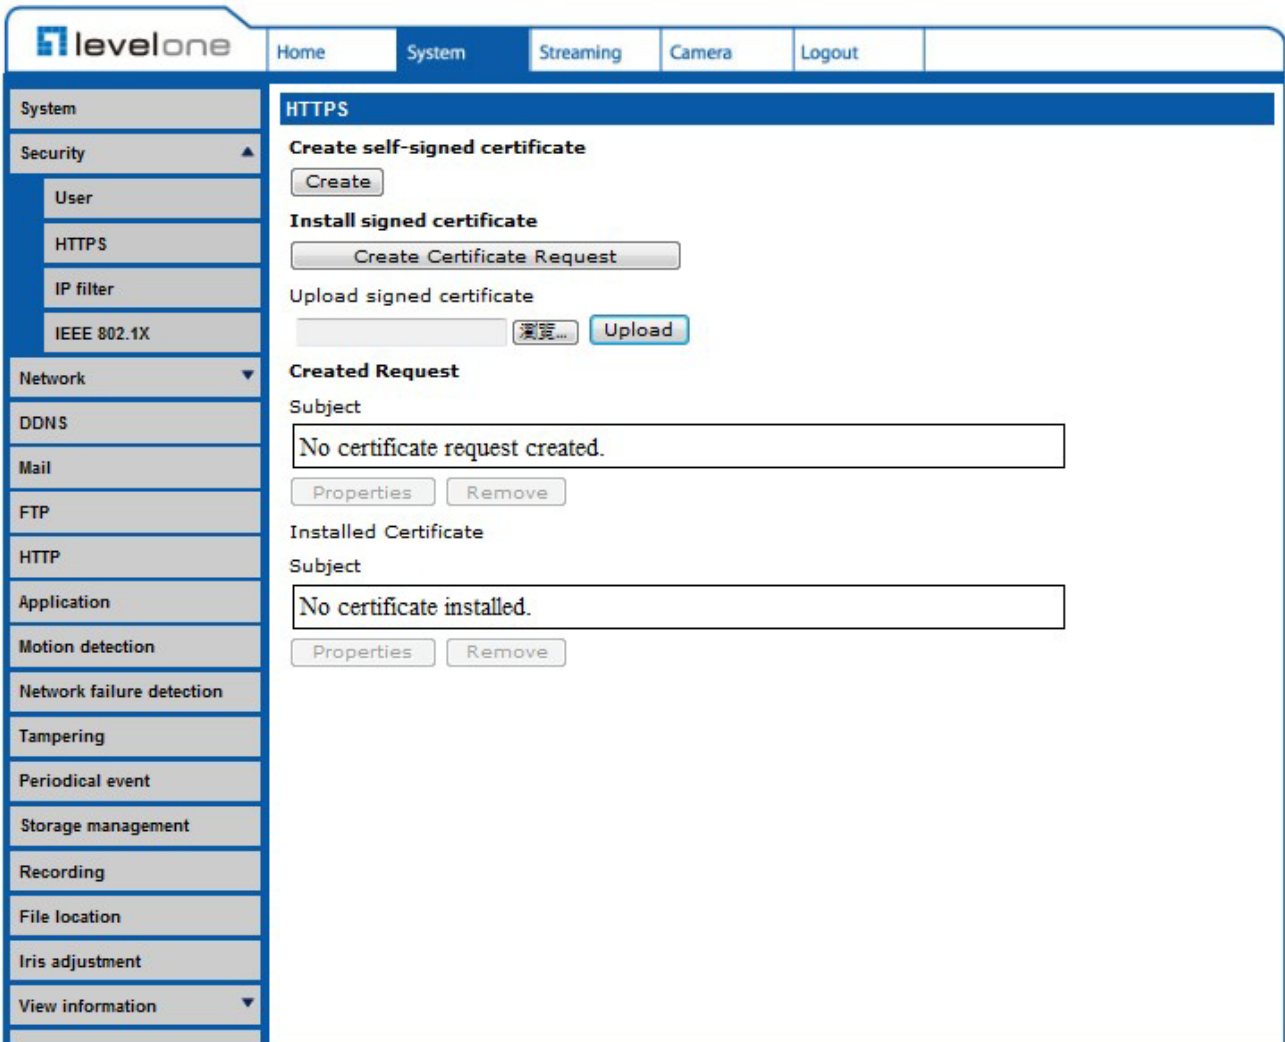 levelone
Home System Streaming Camera Logout
System
Security
User
HTTPS
IP filter
IEEE 802.1X
Network
DDNS
Mail
FTP
HTTP
Application
Motion detection
Network failure detection
Tampering
Periodical event
Storage management
Recording
File location
Iris adjustment
View information
HTTPS
Create self-signed certificate
Create
Install signed certificate
Create Certificate Request
Upload signed certificate
瀏覽... Upload
Created Request
Subject
No certificate request created.
Properties Remove
Installed Certificate
Subject
No certificate installed.
Properties Remove